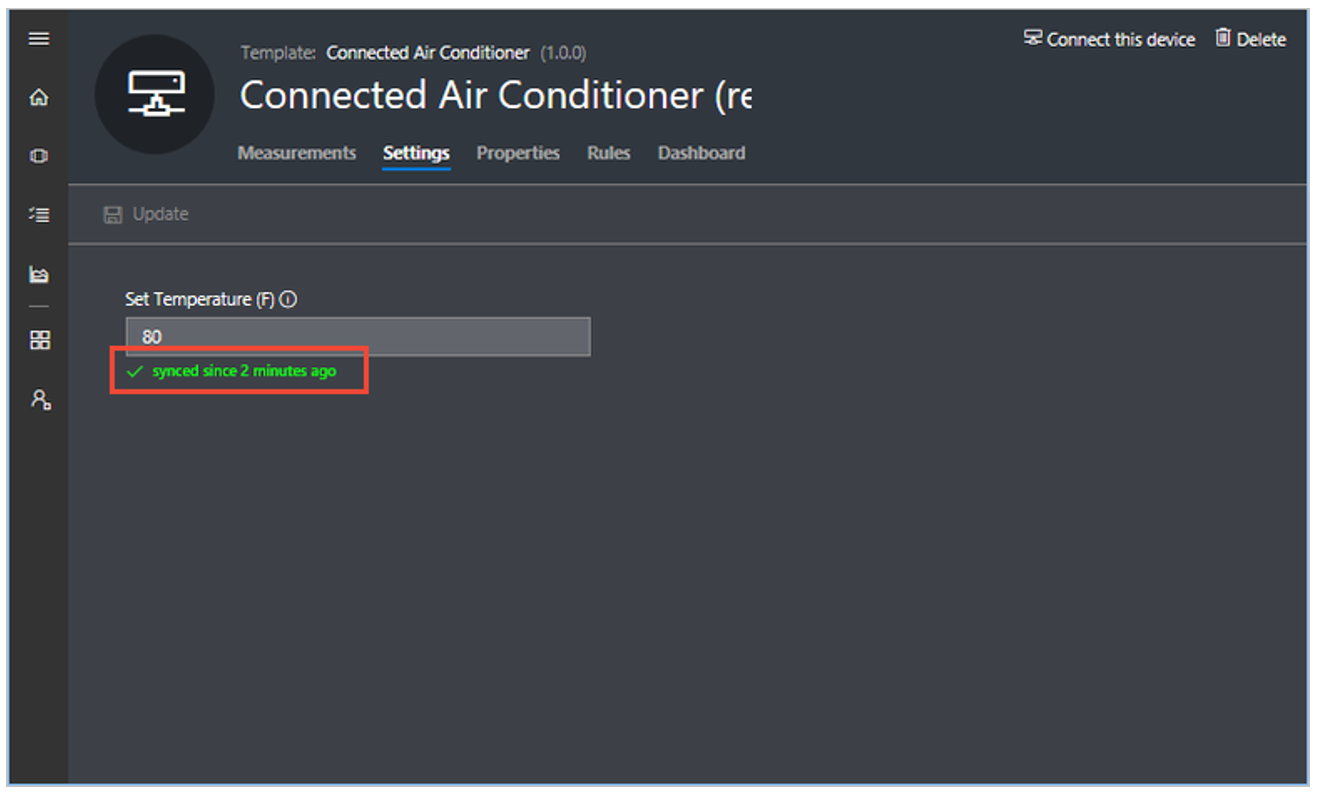 Template: Connected Air Conditioner (1.0.0)
Connect this device
Delete
Connected Air Conditioner (re
Measurements Settings Properties Rules Dashboard
Update
Set Temperature (F)
80
synced since 2 minutes ago